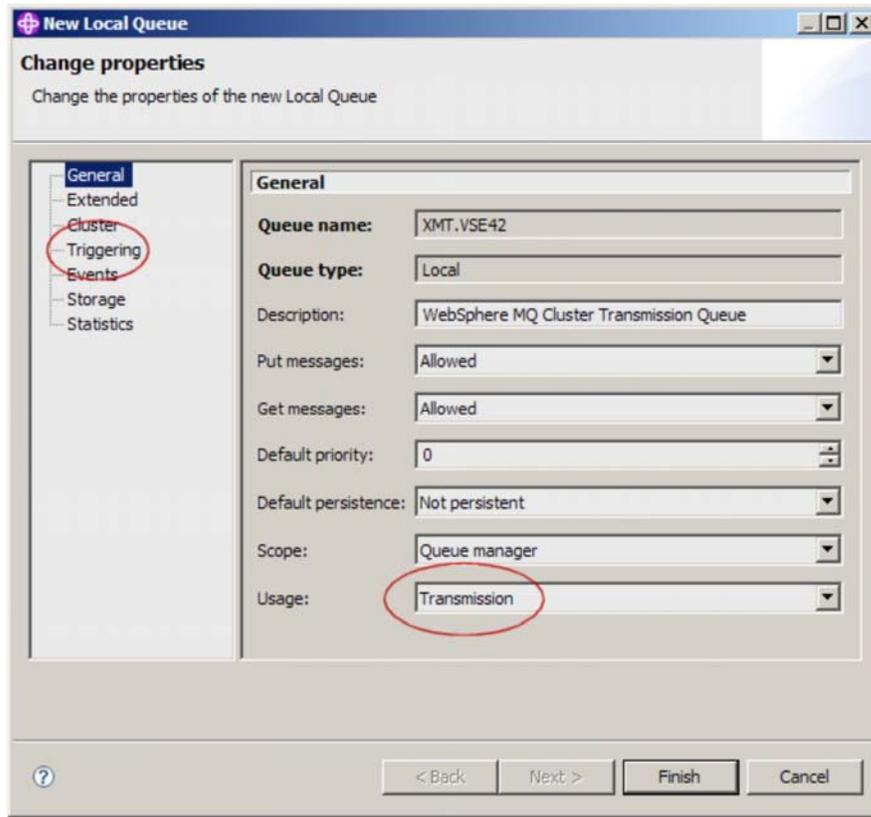 New Local Queue
Change properties
Change the properties of the new Local Queue
General
Extended
Cluster
Triggering
Events
Storage
Statistics
General
Queue name: XMT.VSE42
Queue type: Local
Description: WebSphere MQ Cluster Transmission Queue
Put messages: Allowed
Get messages: Allowed
Default priority: 0
Default persistence: Not persistent
Scope: Queue manager
Usage: Transmission
?
< Back Next > Finish Cancel